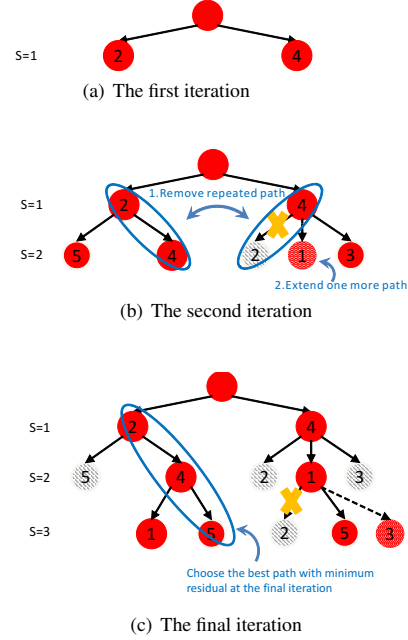 S=1
2
4
(a) The first iteration
S=1
2
1.Remove repeated path
4
S=2
5
4
2
1
3
2.Extend one more path
(b) The second iteration
S=1
2
4
S=2
5
4
2
1
3
S=3
1
5
2
5
3
Choose the best path with minimum
residual at the final iteration
(c) The final iteration